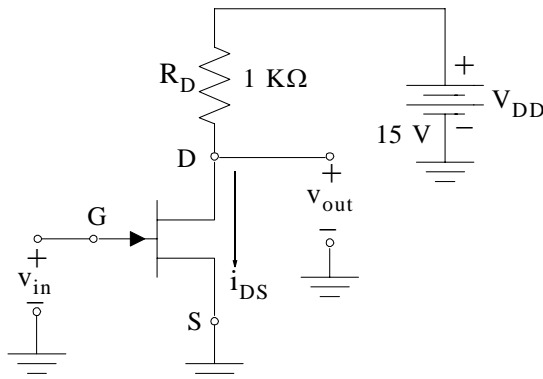 R_D 1 KΩ
+
V_DD
15 V
−
D
+
v_out
−
G
+
v_in
−
i_DS
S